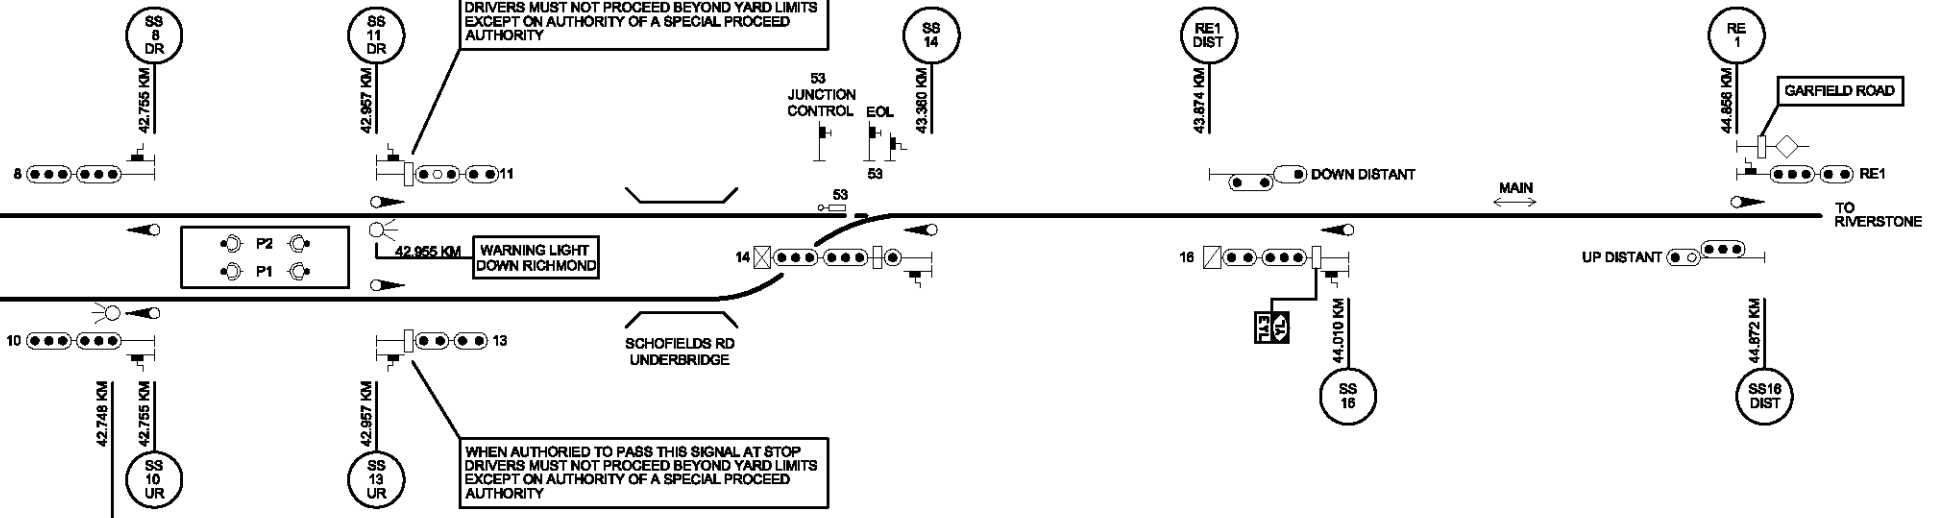 DRIVERS MUST NOT PROCEED BEYOND YARD LIMITS
EXCEPT ON AUTHORITY OF A SPECIAL PROCEED
AUTHORITY
SS
8
DR
SS
11
DR
SS
14
RE1
DIST
RE
1
42.755 KM
42.957 KM
43.360 KM
43.874 KM
44.856 KM
53
JUNCTION
CONTROL
EOL
53
GARFIELD ROAD
8
11
DOWN DISTANT
RE1
53
MAIN
TO
RIVERSTONE
P2
P1
42.955 KM
WARNING LIGHT
DOWN RICHMOND
14
16
UP DISTANT
YL
EYL
10
13
SCHOFIELDS RD
UNDERBRIDGE
42.748 KM
42.755 KM
42.957 KM
44.010 KM
44.872 KM
SS
16
SS16
DIST
SS
10
UR
SS
13
UR
WHEN AUTHORIED TO PASS THIS SIGNAL AT STOP
DRIVERS MUST NOT PROCEED BEYOND YARD LIMITS
EXCEPT ON AUTHORITY OF A SPECIAL PROCEED
AUTHORITY